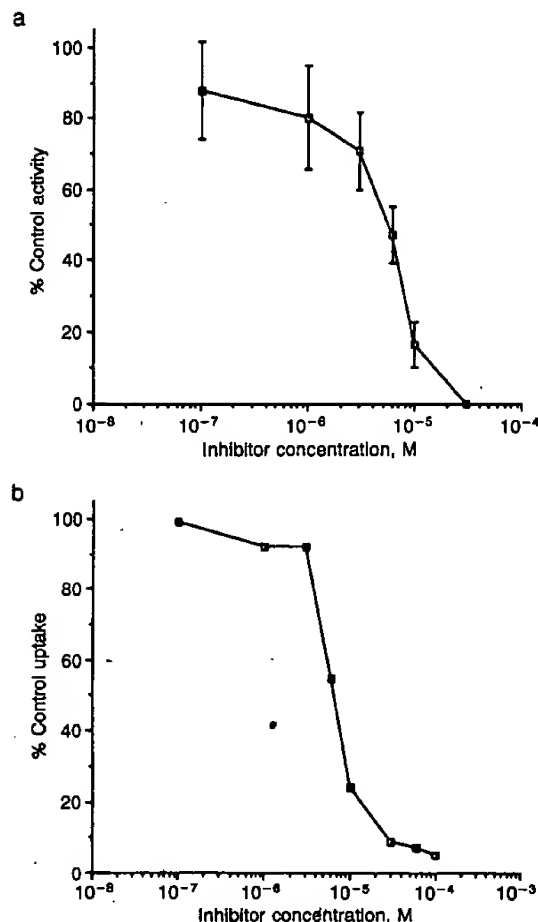 a
100
80
60
40
20
0
% Control activity
10⁻⁸ 10⁻⁷ 10⁻⁶ 10⁻⁵ 10⁻⁴
Inhibitor concentration, M
b
100
80
60
40
20
0
% Control uptake
10⁻⁸ 10⁻⁷ 10⁻⁶ 10⁻⁵ 10⁻⁴ 10⁻³
Inhibitor concentration, M